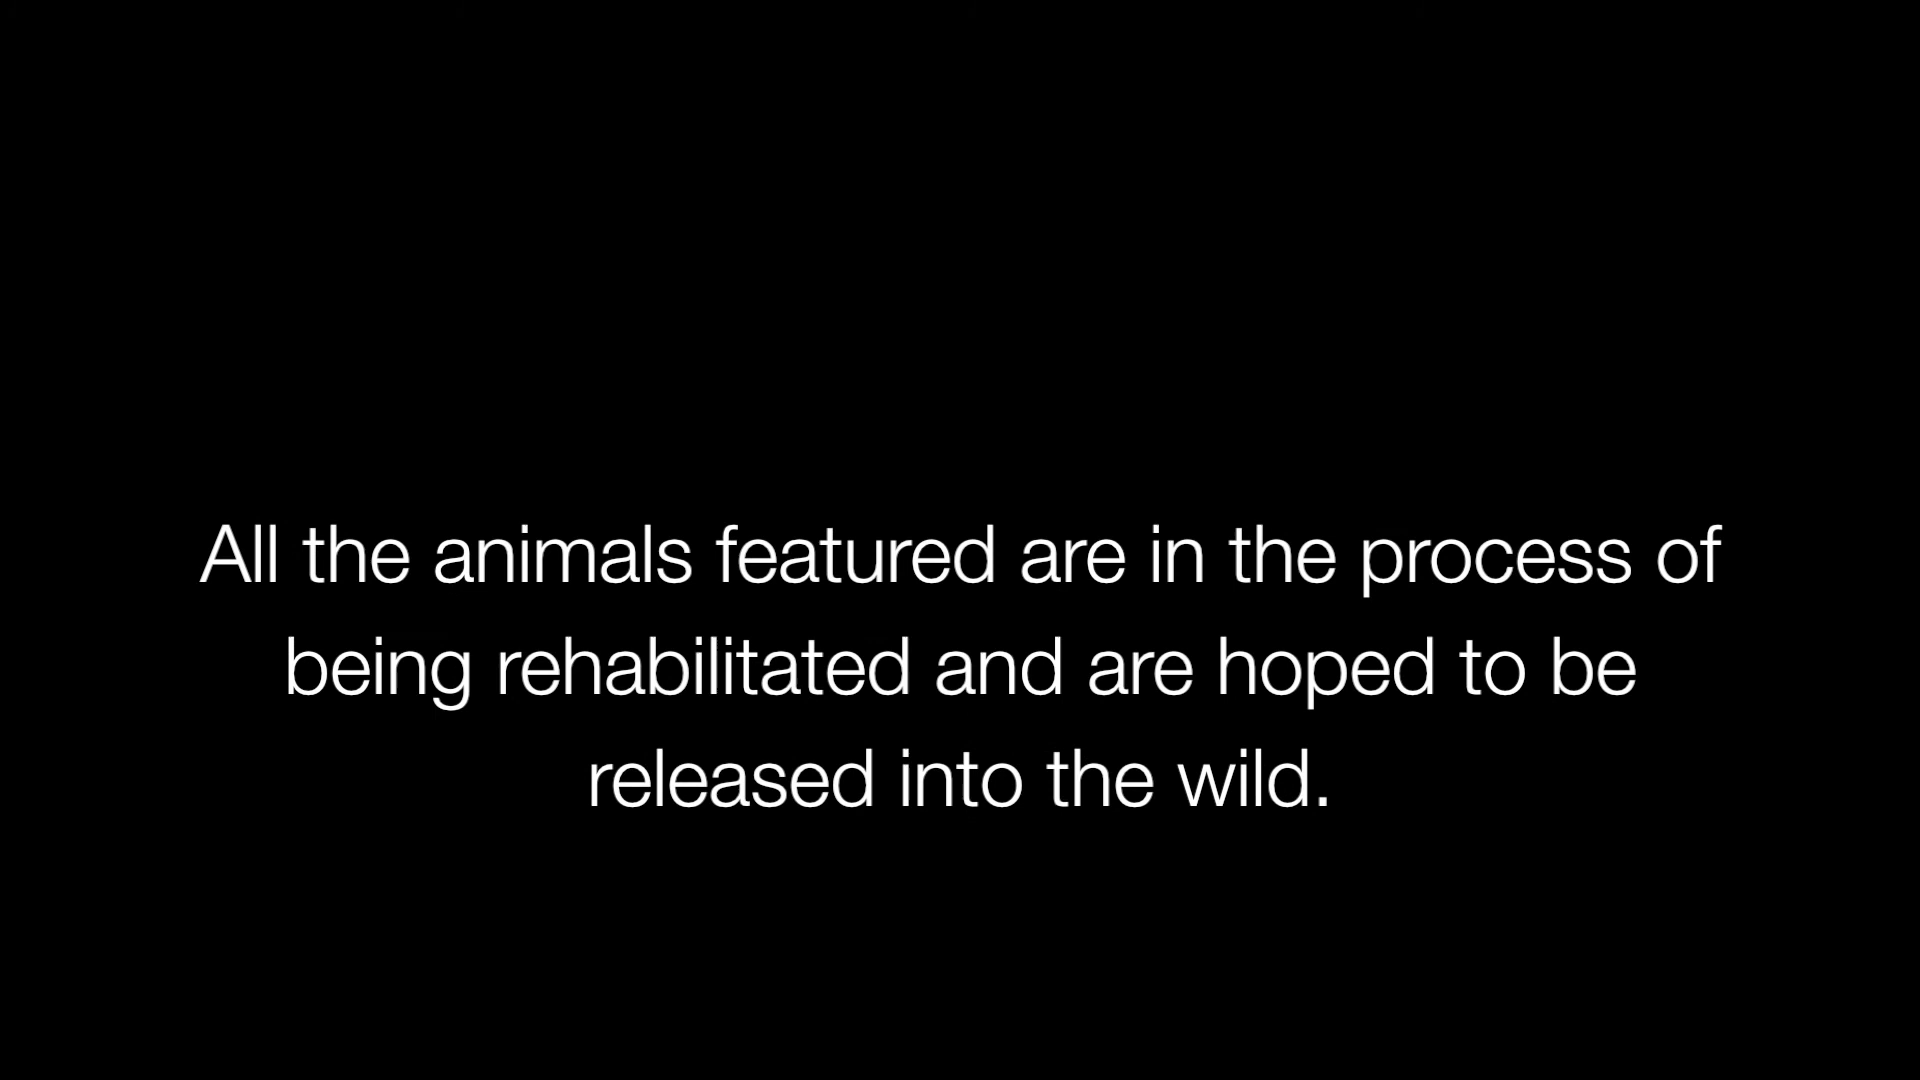 All the animals featured are in the process of
being rehabilitated and are hoped to be
released into the wild.